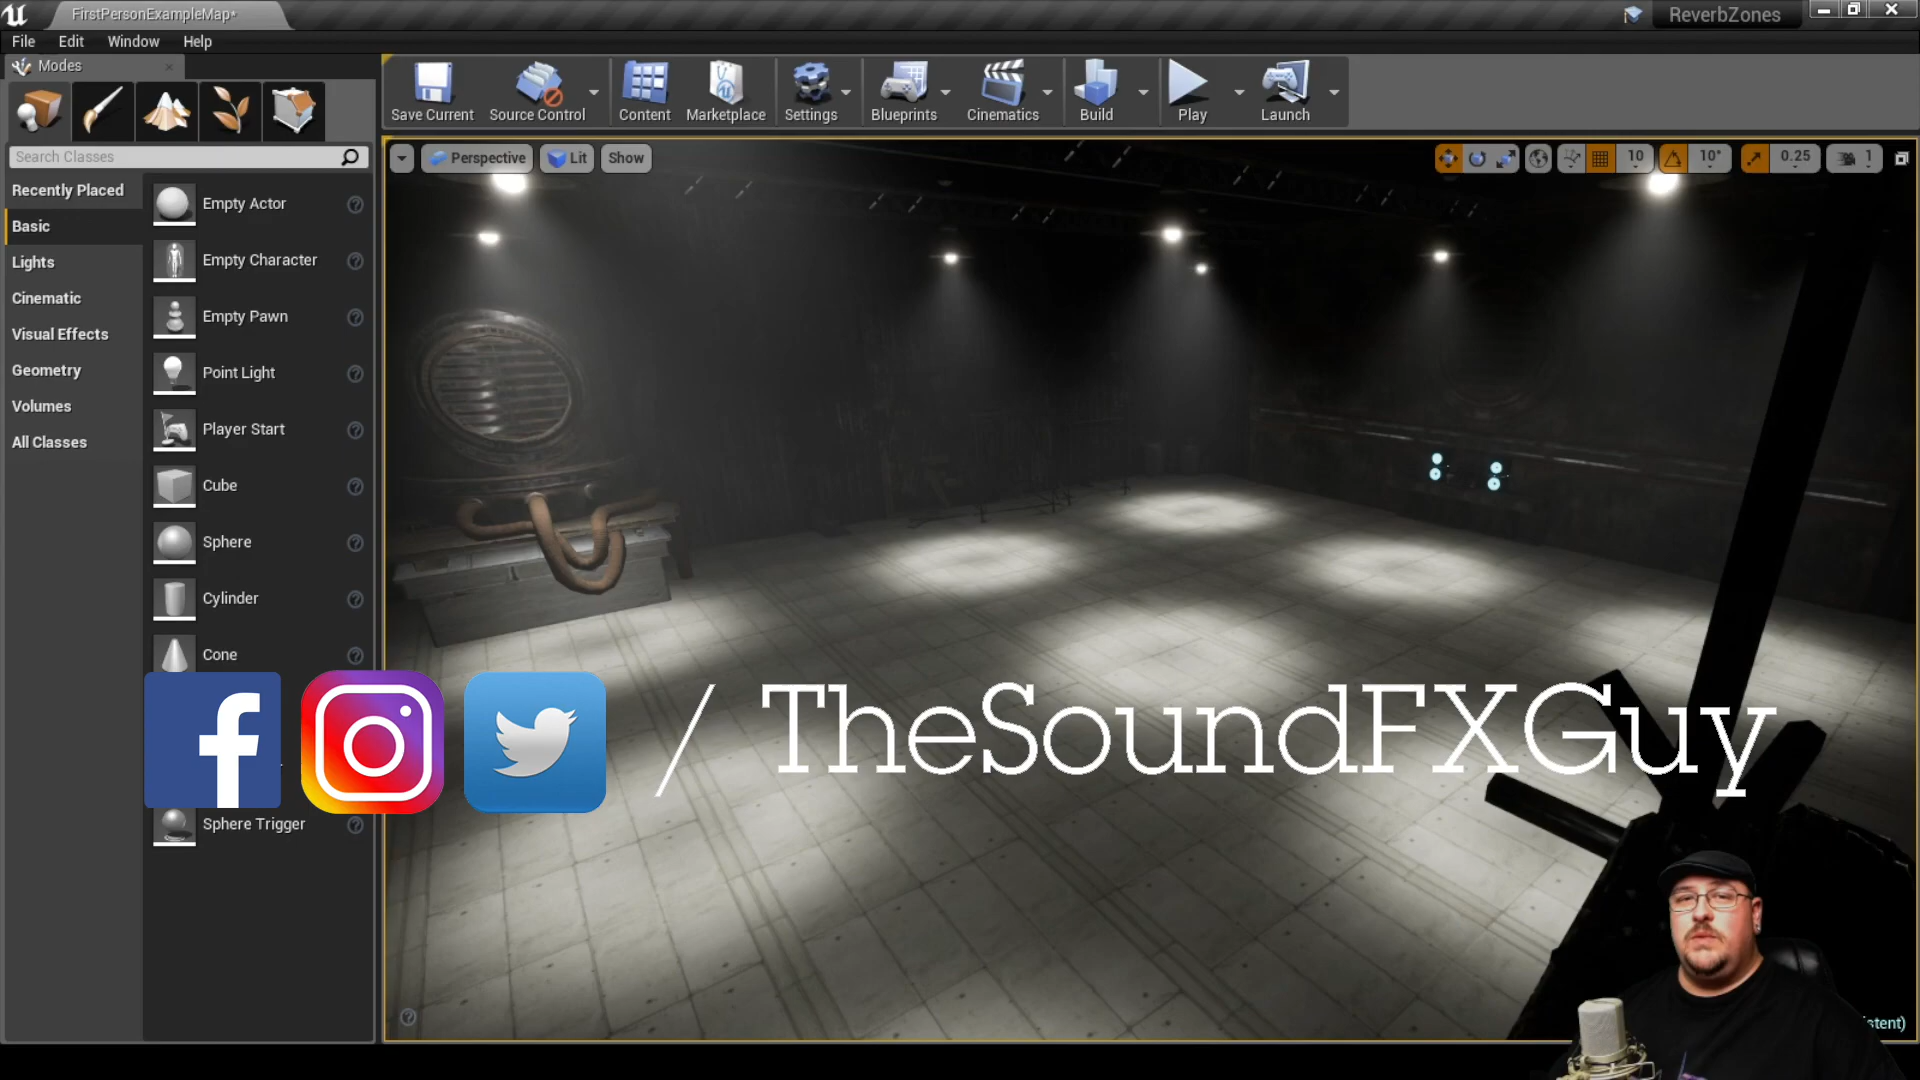 FirstPersonExampleMap*
ReverbZones
File Edit Window Help
Modes
Save Current
Source Control
Content
Marketplace
Settings
Blueprints
Cinematics
Build
Play
Launch
Search Classes
Perspective
Lit
Show
10
10°
0.25
1
Recently Placed
Basic
Lights
Cinematic
Visual Effects
Geometry
Volumes
All Classes
Empty Actor
Empty Character
Empty Pawn
Point Light
Player Start
Cube
Sphere
Cylinder
Cone
/ TheSoundFXGuy
Sphere Trigger